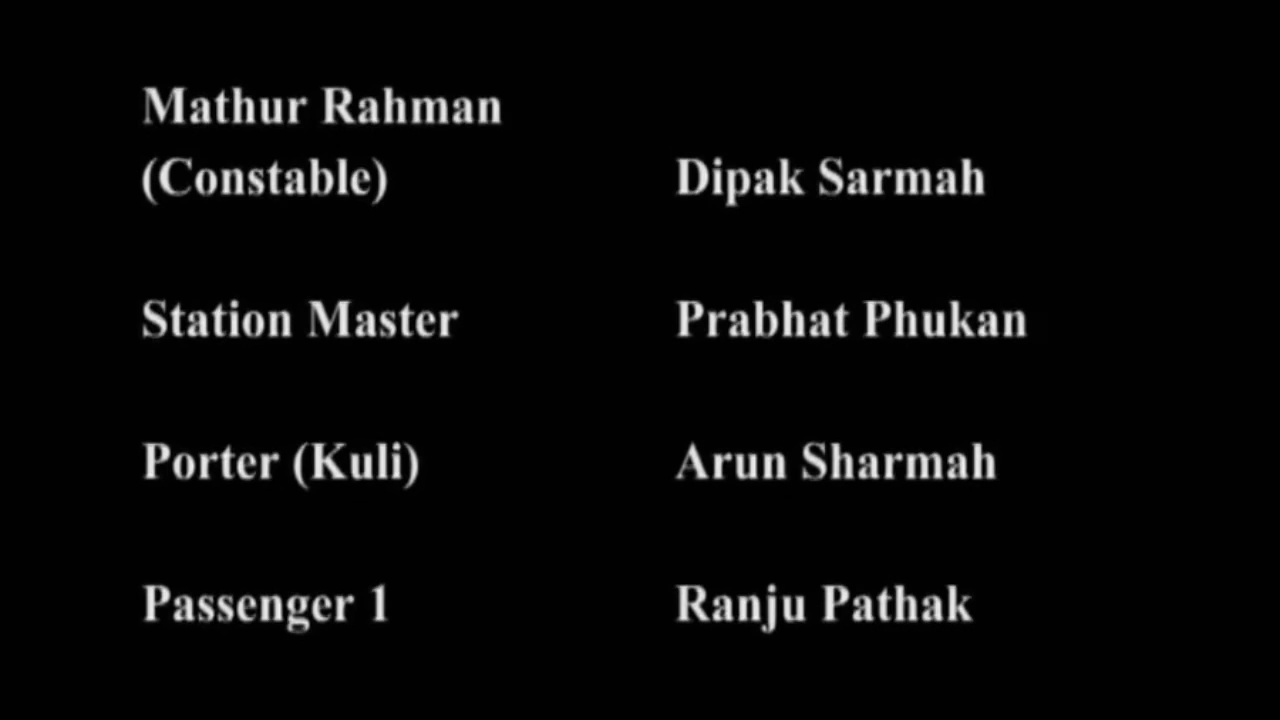 Mathur Rahman
(Constable) Dipak Sarmah
Station Master Prabhat Phukan
Porter (Kuli) Arun Sharmah
Passenger 1 Ranju Pathak